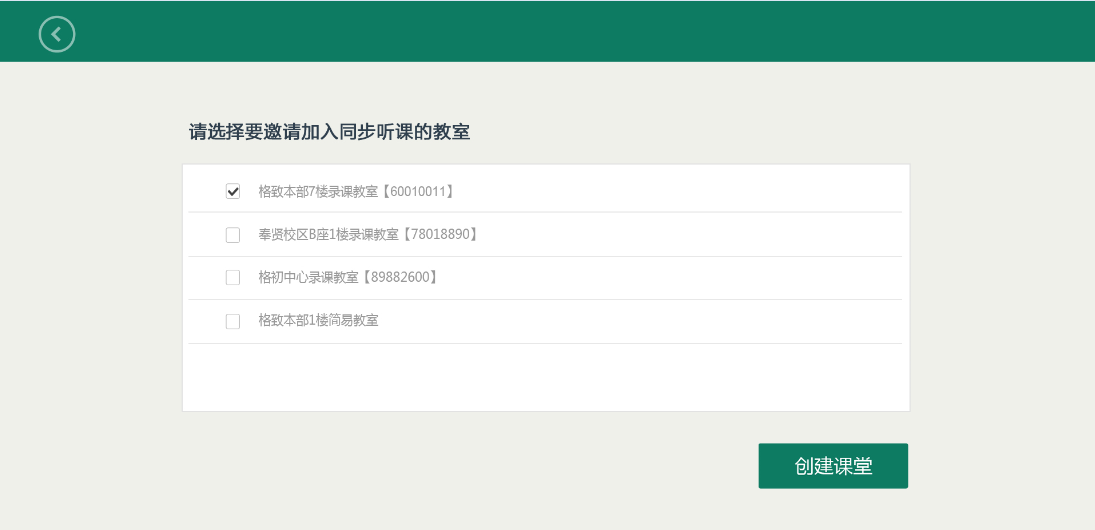 请选择要邀请加入同步听课的教室
格致本部7楼录课教室【60010011】
奉贤校区B座1楼录课教室【78018890】
格初中心录课教室【89882600】
格致本部1楼简易教室
创建课堂